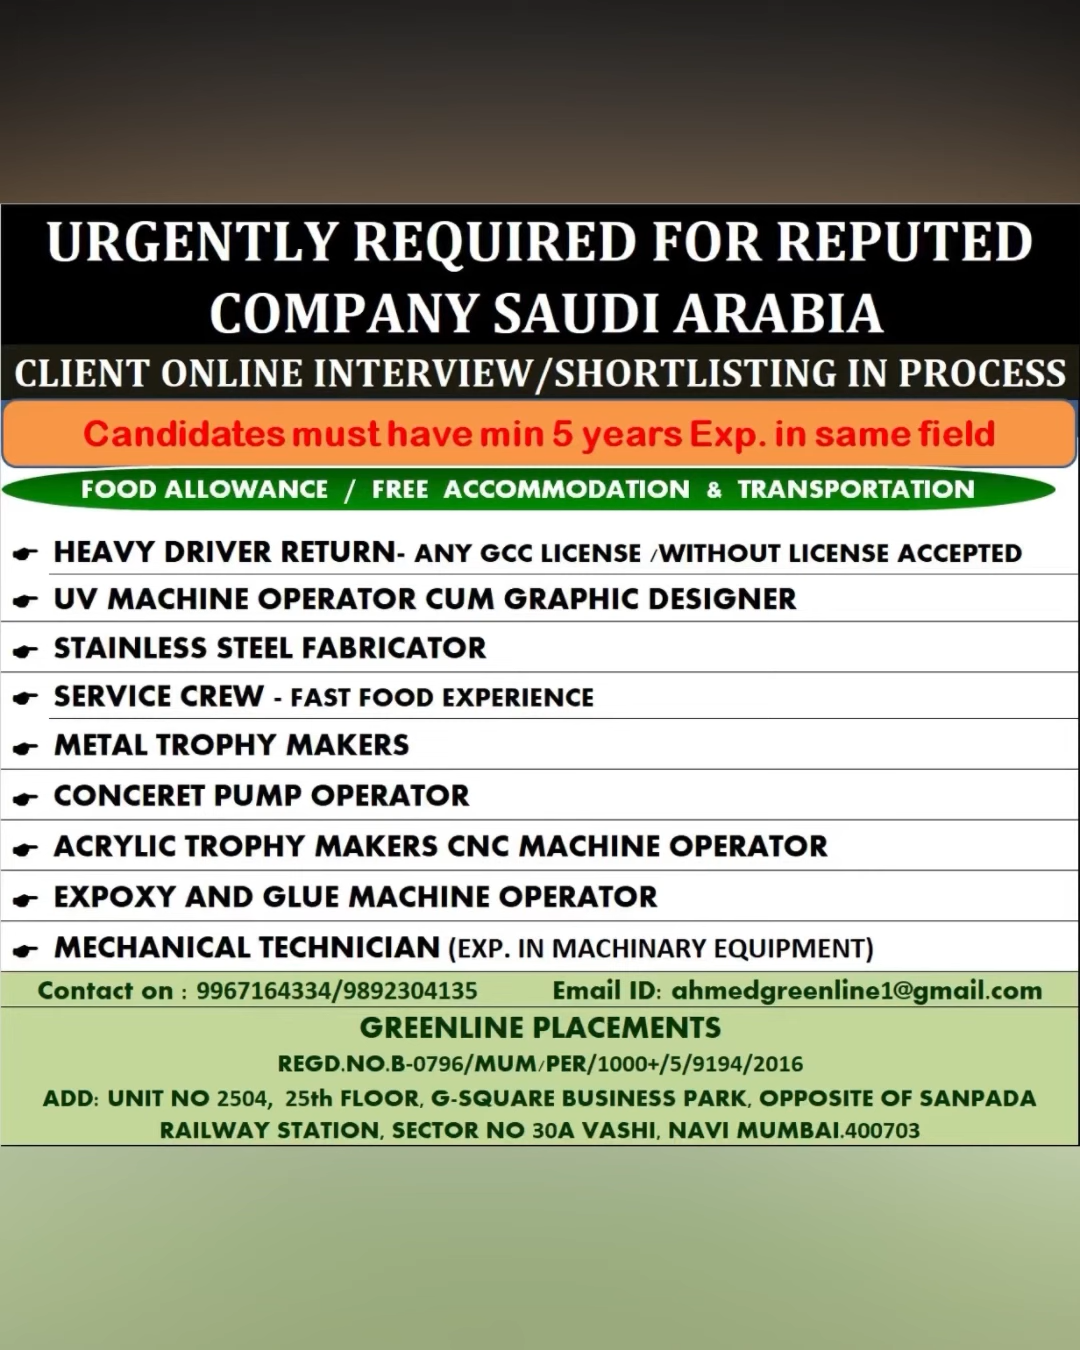 URGENTLY REQUIRED FOR REPUTED
COMPANY SAUDI ARABIA
CLIENT ONLINE INTERVIEW/SHORTLISTING IN PROCESS
Candidates must have min 5 years Exp. in same field
FOOD ALLOWANCE / FREE ACCOMMODATION & TRANSPORTATION
HEAVY DRIVER RETURN- ANY GCC LICENSE /WITHOUT LICENSE ACCEPTED
UV MACHINE OPERATOR CUM GRAPHIC DESIGNER
STAINLESS STEEL FABRICATOR
SERVICE CREW - FAST FOOD EXPERIENCE
METAL TROPHY MAKERS
CONCERET PUMP OPERATOR
ACRYLIC TROPHY MAKERS CNC MACHINE OPERATOR
EXPOXY AND GLUE MACHINE OPERATOR
MECHANICAL TECHNICIAN (EXP. IN MACHINARY EQUIPMENT)
Contact on : 9967164334/9892304135 Email ID: ahmedgreenline1@gmail.com
GREENLINE PLACEMENTS
REGD.NO.B-0796/MUM/PER/1000+/5/9194/2016
ADD: UNIT NO 2504, 25th FLOOR, G-SQUARE BUSINESS PARK, OPPOSITE OF SANPADA
RAILWAY STATION, SECTOR NO 30A VASHI, NAVI MUMBAI.400703